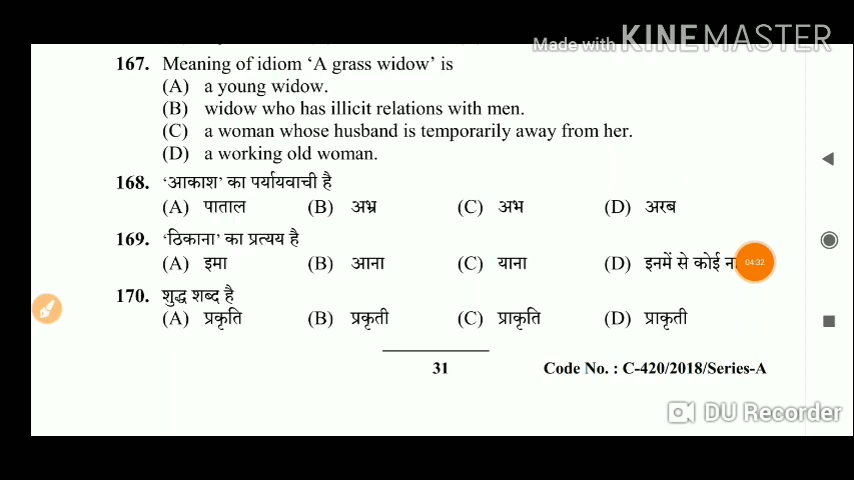 Made with KINEMASTER
167. Meaning of idiom ‘A grass widow’ is
(A) a young widow.
(B) widow who has illicit relations with men.
(C) a woman whose husband is temporarily away from her.
(D) a working old woman.
168. ‘आकाश’ का पर्यायवाची है
(A) पाताल (B) अभ्र (C) अभ (D) अरब
169. ‘ठिकाना’ का प्रत्यय है
(A) इमा (B) आना (C) याना (D) इनमें से कोई
04:32
170. शुद्ध शब्द है
(A) प्रकृति (B) प्रकृती (C) प्राकृति (D) प्राकृती
31 Code No. : C-420/2018/Series-A
DU Recorder